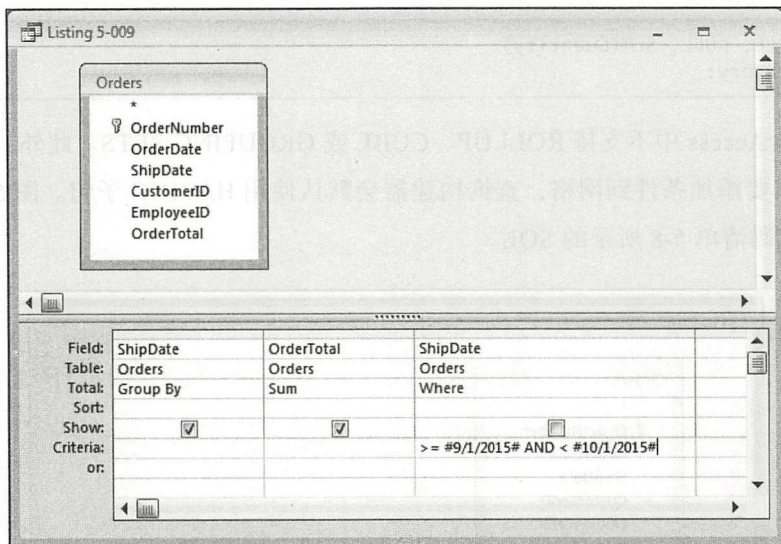 Listing 5-009
Orders
*
OrderNumber
OrderDate
ShipDate
CustomerID
EmployeeID
OrderTotal
Field: ShipDate OrderTotal ShipDate
Table: Orders Orders Orders
Total: Group By Sum Where
Sort:
Show:
Criteria: >= #9/1/2015# AND < #10/1/2015#
or: